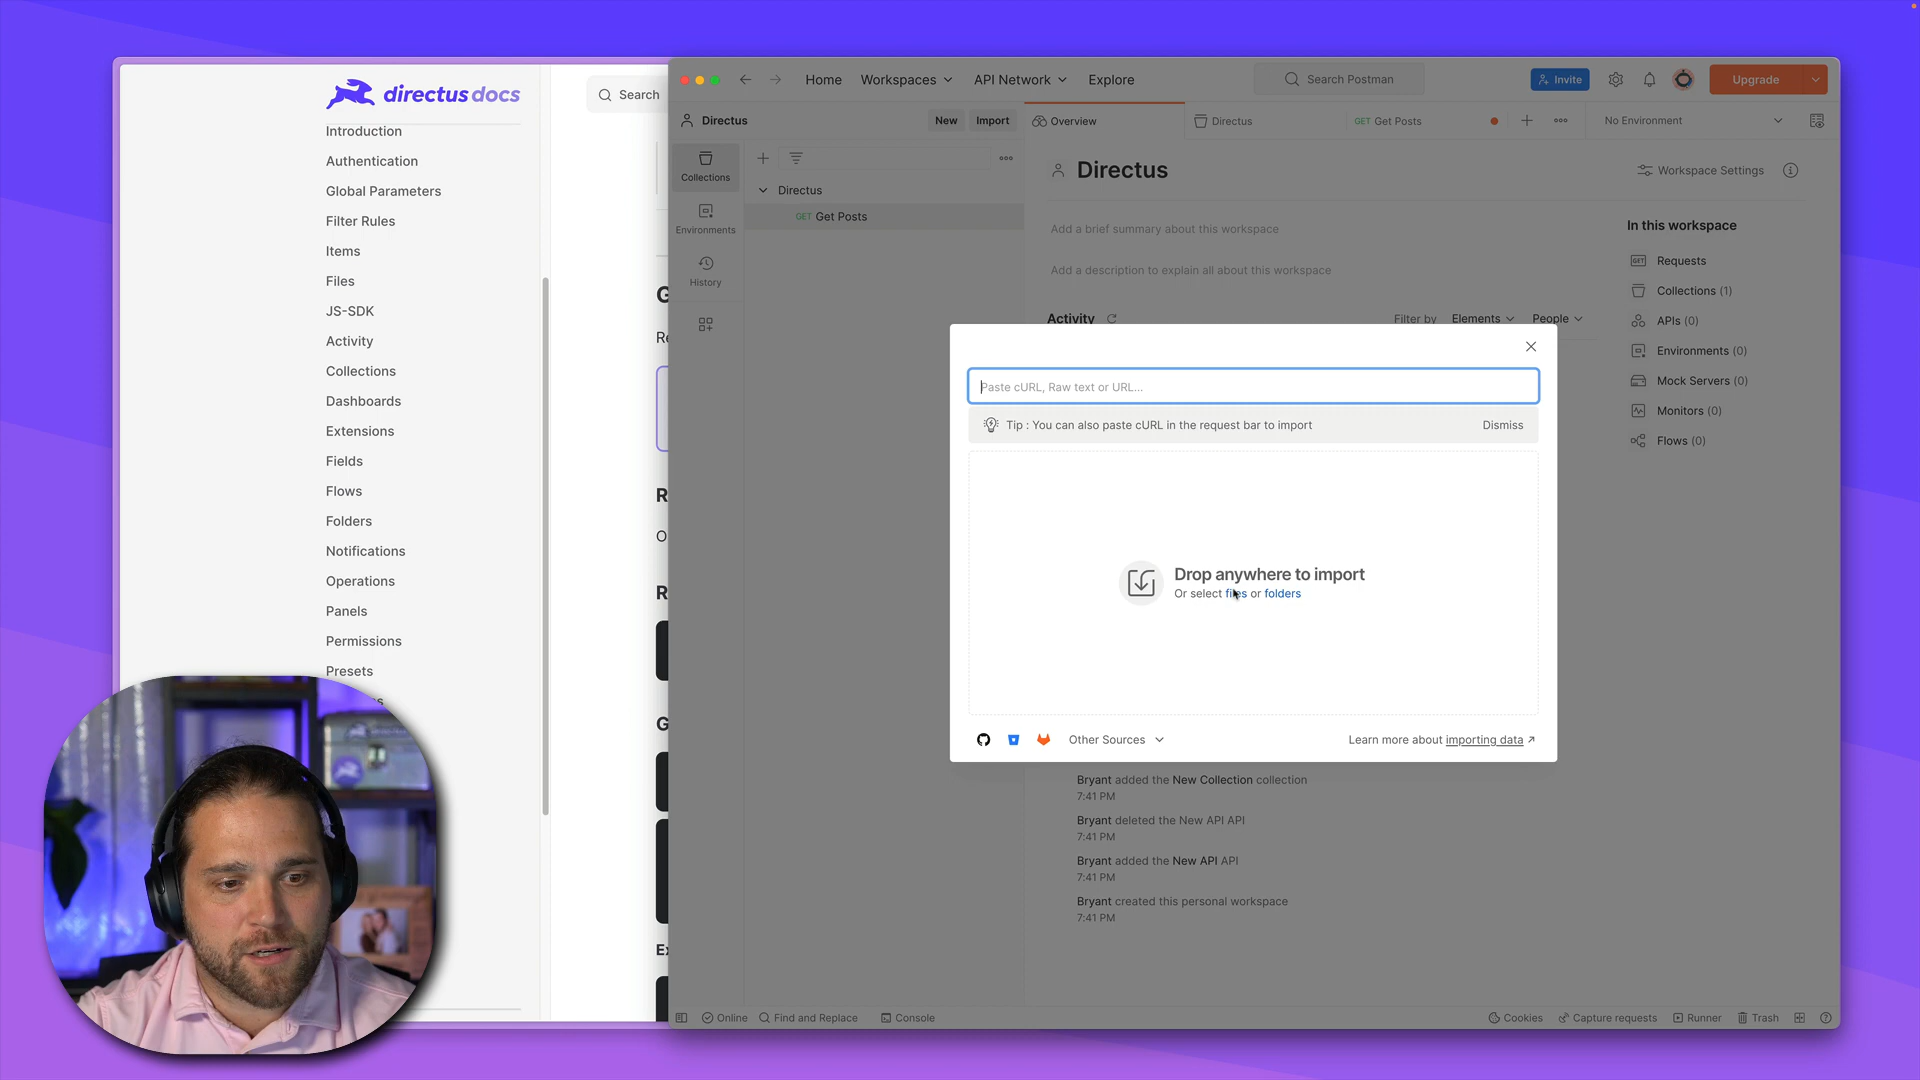 directus docs
Introduction
Authentication
Global Parameters
Filter Rules
Items
Files
JS-SDK
Activity
Collections
Dashboards
Extensions
Fields
Flows
Folders
Notifications
Operations
Panels
Permissions
Presets
Search
Home
Workspaces
API Network
Explore
Search Postman
Invite
Upgrade
Directus
New
Import
Overview
Directus
GET Get Posts
No Environment
Collections
Environments
History
Directus
GET Get Posts
Directus
Workspace Settings
Add a brief summary about this workspace
Add a description to explain all about this workspace
Activity
Filter by
Elements
People
In this workspace
GET Requests
Collections (1)
APIs (0)
Environments (0)
Mock Servers (0)
Monitors (0)
Flows (0)
Paste cURL, Raw text or URL...
Tip : You can also paste cURL in the request bar to import
Dismiss
Drop anywhere to import
Or select files or folders
Other Sources
Learn more about importing data
Bryant added the New Collection collection
7:41 PM
Bryant deleted the New API API
7:41 PM
Bryant added the New API API
7:41 PM
Bryant created this personal workspace
7:41 PM
Online
Find and Replace
Console
Cookies
Capture requests
Runner
Trash